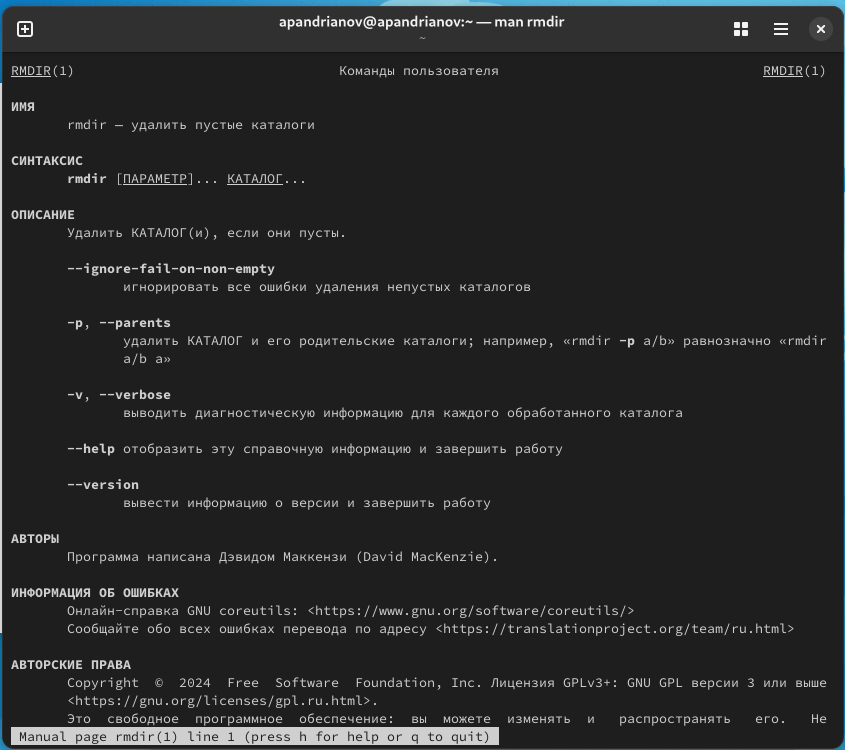 apandrianov@apandrianov:~ — man rmdir
~
RMDIR(1) Команды пользователя RMDIR(1)
ИМЯ
rmdir — удалить пустые каталоги
СИНТАКСИС
rmdir [ПАРАМЕТР]... КАТАЛОГ...
ОПИСАНИЕ
Удалить КАТАЛОГ(и), если они пусты.
--ignore-fail-on-non-empty
игнорировать все ошибки удаления непустых каталогов
-p, --parents
удалить КАТАЛОГ и его родительские каталоги; например, «rmdir -p a/b» равнозначно «rmdir
a/b a»
-v, --verbose
выводить диагностическую информацию для каждого обработанного каталога
--help отобразить эту справочную информацию и завершить работу
--version
вывести информацию о версии и завершить работу
АВТОРЫ
Программа написана Дэвидом Маккензи (David MacKenzie).
ИНФОРМАЦИЯ ОБ ОШИБКАХ
Онлайн-справка GNU coreutils: <https://www.gnu.org/software/coreutils/>
Сообщайте обо всех ошибках перевода по адресу <https://translationproject.org/team/ru.html>
АВТОРСКИЕ ПРАВА
Copyright © 2024 Free Software Foundation, Inc. Лицензия GPLv3+: GNU GPL версии 3 или выше
<https://gnu.org/licenses/gpl.ru.html>.
Это свободное программное обеспечение: вы можете изменять и распространять его. Не
Manual page rmdir(1) line 1 (press h for help or q to quit)